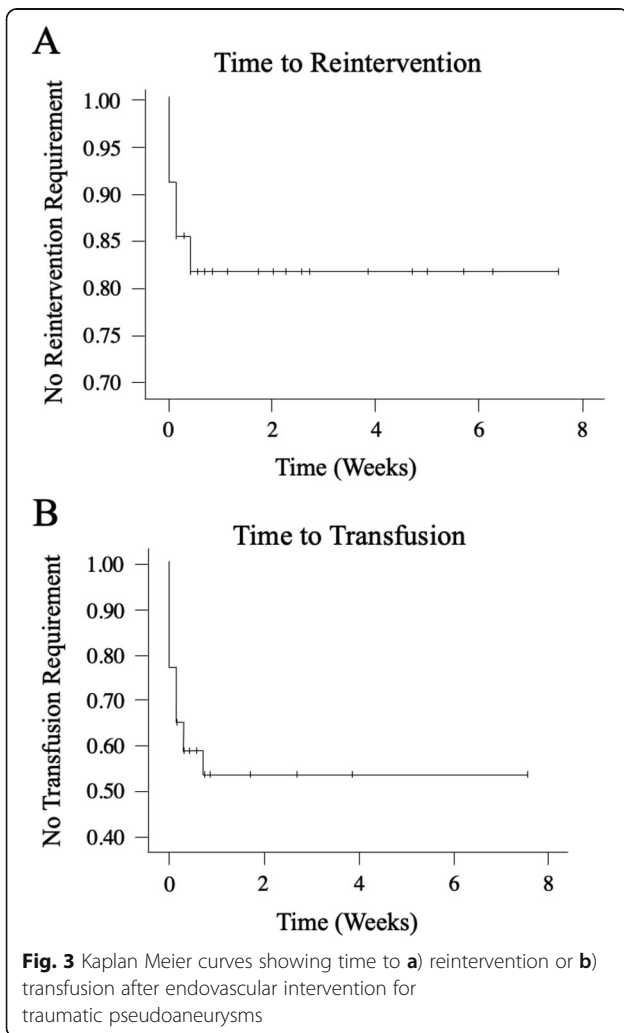 A
Time to Reintervention
No Reintervention Requirement
1.00
0.95
0.90
0.85
0.80
0.75
0.70
0 2 4 6 8
Time (Weeks)
B
Time to Transfusion
No Transfusion Requirement
1.00
0.90
0.80
0.70
0.60
0.50
0.40
0 2 4 6 8
Time (Weeks)
Fig. 3 Kaplan Meier curves showing time to a) reintervention or b)
transfusion after endovascular intervention for
traumatic pseudoaneurysms